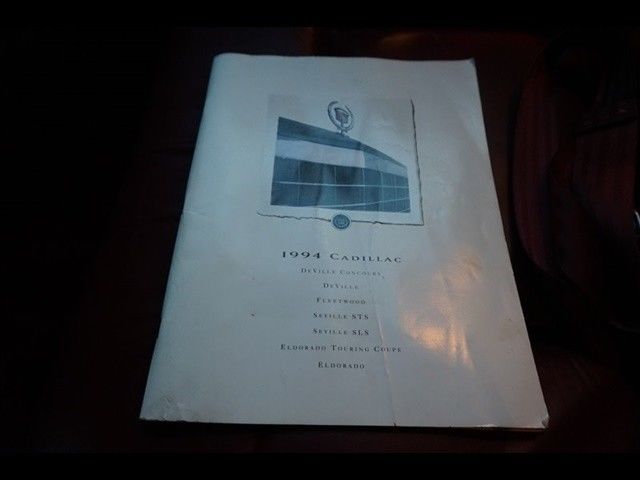 1994 CADILLAC
DEVILLE CONCOURS
DEVILLE
FLEETWOOD
SEVILLE STS
SEVILLE SLS
ELDORADO TOURING COUPE
ELDORADO